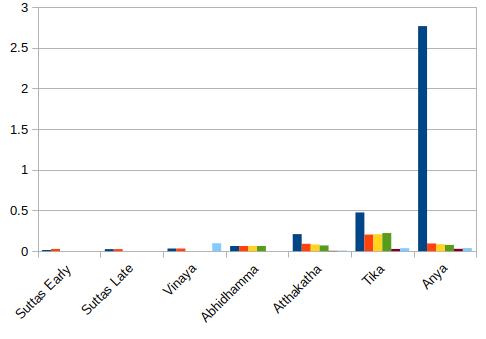 3
2.5
2
1.5
1
0.5
0
Suttas Early
Suttas Late
Vinaya
Abhidhamma
Atthakatha
Tika
Anya